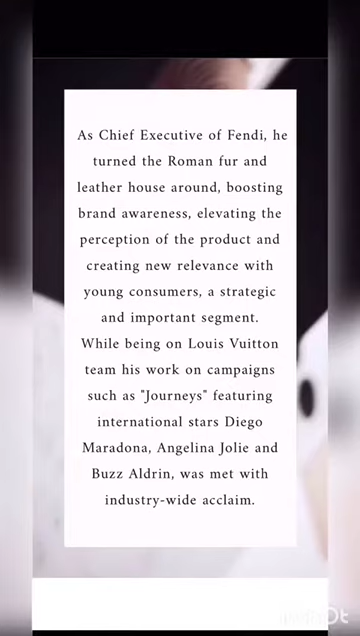 As Chief Executive of Fendi, he
turned the Roman fur and
leather house around, boosting
brand awareness, elevating the
perception of the product and
creating new relevance with
young consumers, a strategic
and important segment.
While being on Louis Vuitton
team his work on campaigns
such as "Journeys" featuring
international stars Diego
Maradona, Angelina Jolie and
Buzz Aldrin, was met with
industry-wide acclaim.